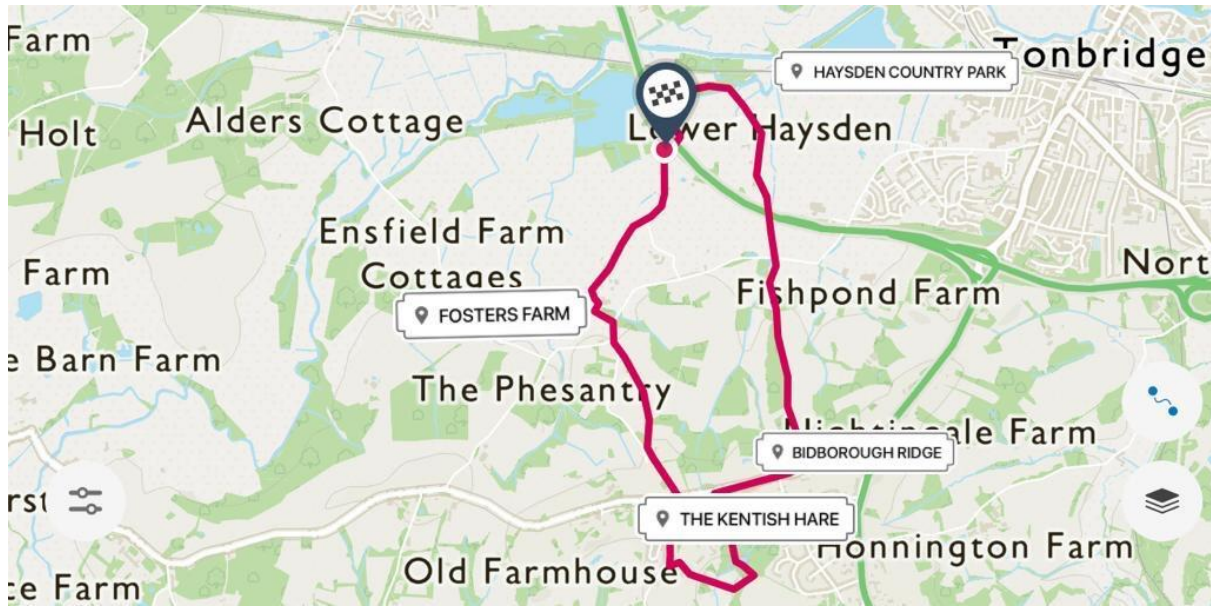 Farm
HAYSDEN COUNTRY PARK
onbridge
Holt
Alders Cottage
Lower Haysden
Ensfield Farm
Cottages
Farm
Nort
Fishpond Farm
FOSTERS FARM
e Barn Farm
The Phesantry
Nightingale Farm
BIDBOROUGH RIDGE
rst
THE KENTISH HARE
Honnington Farm
Old Farmhouse
ce Farm